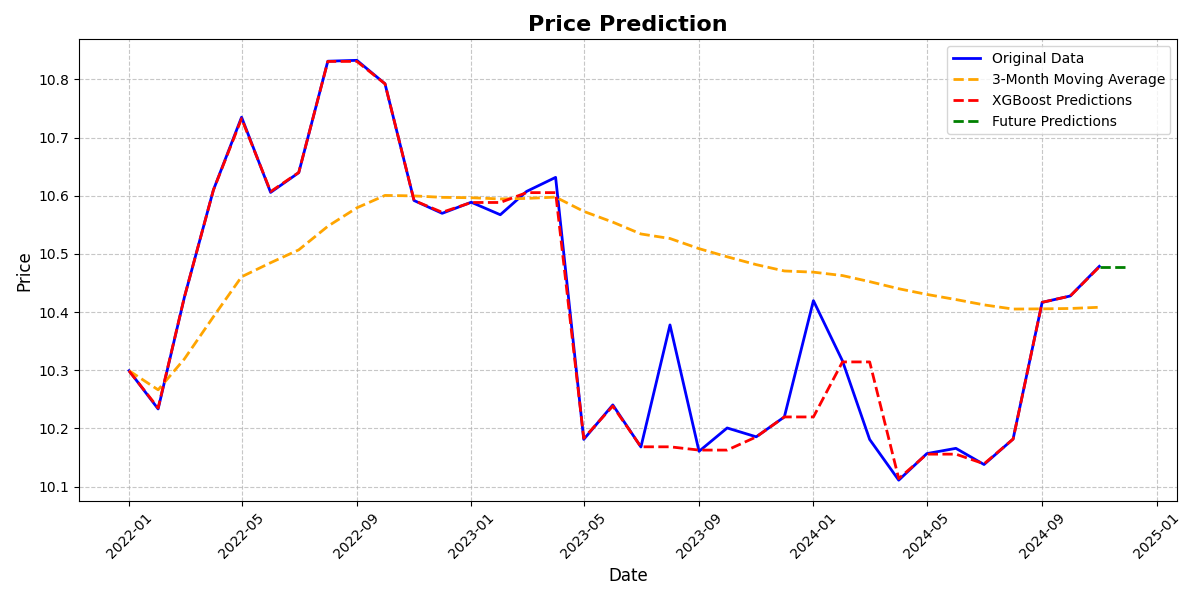 Price Prediction
Original Data
3-Month Moving Average
XGBoost Predictions
Future Predictions
Price
10.8
10.7
10.6
10.5
10.4
10.3
10.2
10.1
2022-01
2022-05
2022-09
2023-01
2023-05
2023-09
2024-01
2024-05
2024-09
2025-01
Date